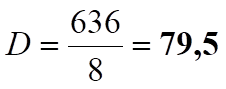 D = 636/8 = 79,5